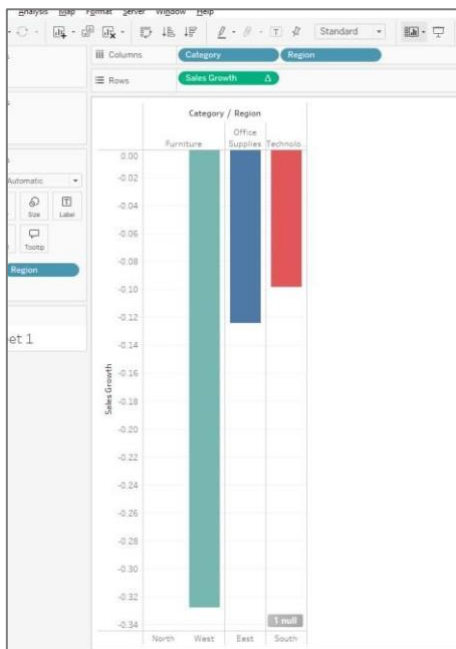 Analysis Map Format Server Window Help
Standard
Columns Category Region
Rows Sales Growth Δ
Category / Region
Office
Furniture Supplies Technolo..
Automatic
Size Label
Tooltip
Region
et 1
0.00
-0.02
-0.04
-0.06
-0.08
-0.10
-0.12
-0.14
-0.16
-0.18
-0.20
-0.22
-0.24
-0.26
-0.28
-0.30
-0.32
-0.34
Sales Growth
1 null
North West East South